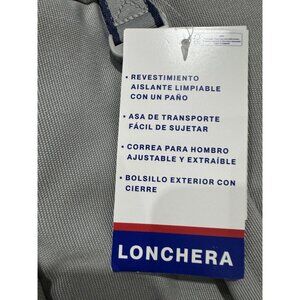 • REVESTIMIENTO
AISLANTE LIMPIABLE
CON UN PAÑO
• ASA DE TRANSPORTE
FÁCIL DE SUJETAR
• CORREA PARA HOMBRO
AJUSTABLE Y EXTRAÍBLE
• BOLSILLO EXTERIOR CON
CIERRE
LONCHERA